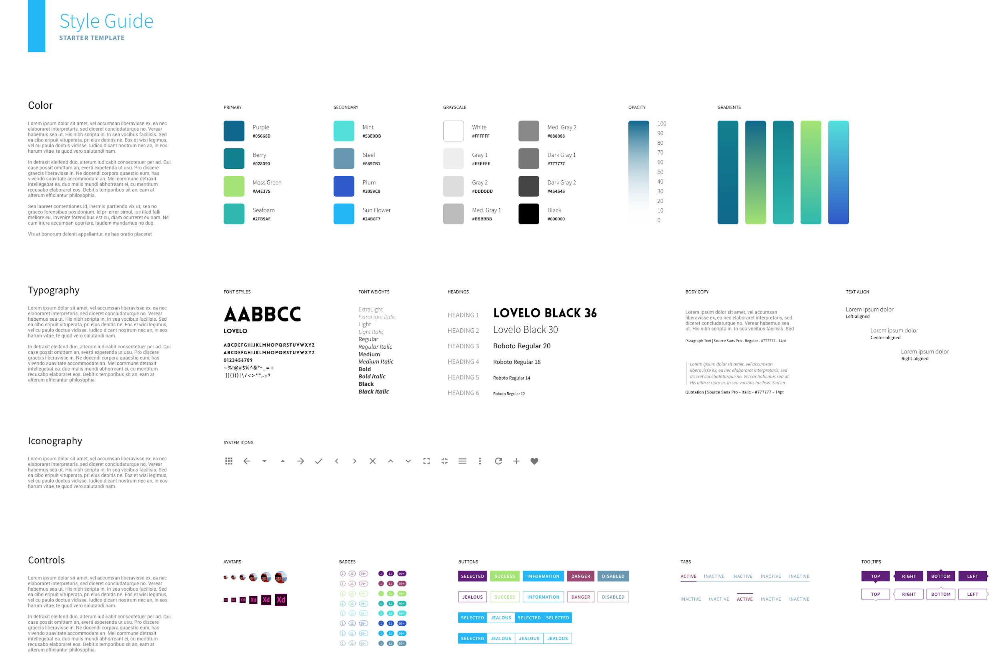 Style Guide
STARTER TEMPLATE
Color
Lorem ipsum dolor sit amet, vel accumsan liberavisse ex, ea nec
elaboraret interpretaris, sed diceret concludaturque no. Verear
habemus sea ut. His nibh scripta in. In sea vocibus facilisis. Sed
ea cibo eripuit vituperata, pri eius debitis ne. Eos et wisi legimus,
vel cu paulo doctus vidisse. Iudico dicant nostrum nec an, in eos
harum vitae, te quod vero salutandi nam.
In detraxit eleifend duo, alterum iudicabit consectetuer per ad. Qui
case possit omittam an, everti expetenda ut usu. Pro discere
graecis liberavisse in. Ne docendi corpora quaestio eum, has
vivendo suavitate accommodare an. Mei commune detraxit
intellegebat ea, duo malis mundi abhorreant ei, cu mentitum
recusabo elaboraret eos. Debitis temporibus sit an, eam at
alterum efficiantur philosophia.
Sea laoreet contentiones id, inermis partiendo vix ut, sea no
graeco forensibus posidonium. Id pri error simul, ius illud falli
meliore eu. Invenire forensibus est cu, diam ocurreret eu nam. Ne
cum iriure accumsan oportere, laudem mandamus no duo.
Vis at bonorum delenit appellantur, ne has oratio placerat
PRIMARY
Purple
#05668D
Berry
#028090
Moss Green
#A4E375
Seafoam
#2FB9AE
SECONDARY
Mint
#53E0DB
Steel
#6897B1
Plum
#3059C9
Sun Flower
#24B6F7
GRAYSCALE
White
#FFFFFF
Gray 1
#EEEEEE
Gray 2
#DDDDDD
Med. Gray 1
#BBBBBB
Med. Gray 2
#888888
Dark Gray 1
#777777
Dark Gray 2
#454545
Black
#000000
OPACITY
100
90
80
70
60
50
40
30
20
10
0
GRADIENTS
Typography
Lorem ipsum dolor sit amet, vel accumsan liberavisse ex, ea nec
elaboraret interpretaris, sed diceret concludaturque no. Verear
habemus sea ut. His nibh scripta in. In sea vocibus facilisis. Sed
ea cibo eripuit vituperata, pri eius debitis ne. Eos et wisi legimus,
vel cu paulo doctus vidisse. Iudico dicant nostrum nec an, in eos
harum vitae, te quod vero salutandi nam.
In detraxit eleifend duo, alterum iudicabit consectetuer per ad. Qui
case possit omittam an, everti expetenda ut usu. Pro discere
graecis liberavisse in. Ne docendi corpora quaestio eum, has
vivendo suavitate accommodare an. Mei commune detraxit
intellegebat ea, duo malis mundi abhorreant ei, cu mentitum
recusabo elaboraret eos. Debitis temporibus sit an, eam at
alterum efficiantur philosophia.
FONT STYLES
AABBCC
LOVELO
ABCDEFGHIJKLMNOPQRSTUVWXYZ
ABCDEFGHIJKLMNOPQRSTUVWXYZ
0123456789
~%!@#$%^&*-_=+
[]{}()|\/<>'"",.;:?
FONT WEIGHTS
ExtraLight
ExtraLight Italic
Light
Light Italic
Regular
Regular Italic
Medium
Medium Italic
Bold
Bold Italic
Black
Black Italic
HEADINGS
HEADING 1 LOVELO BLACK 36
HEADING 2 Lovelo Black 30
HEADING 3 Roboto Regular 20
HEADING 4 Roboto Regular 18
HEADING 5 Roboto Regular 14
HEADING 6 Roboto Regular 12
BODY COPY
Lorem ipsum dolor sit amet, vel accumsan
liberavisse ex, ea nec elaboraret interpretaris, sed
diceret concludaturque no. Verear habemus sea
ut. His nibh scripta in. In sea vocibus facilisis. Sed
Paragraph Text | Source Sans Pro - Regular - #777777 - 14pt
Lorem ipsum dolor sit amet, vel accumsan
liberavisse ex, ea nec elaboraret interpretaris, sed
diceret concludaturque no. Verear habemus sea ut.
His nibh scripta in. In sea vocibus facilisis. Sed ea
Quotation | Source Sans Pro - Italic - #777777 - 14pt
TEXT ALIGN
Lorem ipsum dolor
Left-aligned
Lorem ipsum dolor
Center-aligned
Lorem ipsum dolor
Right-aligned
Iconography
Lorem ipsum dolor sit amet, vel accumsan liberavisse ex, ea nec
elaboraret interpretaris, sed diceret concludaturque no. Verear
habemus sea ut. His nibh scripta in. In sea vocibus facilisis. Sed
ea cibo eripuit vituperata, pri eius debitis ne. Eos et wisi legimus,
vel cu paulo doctus vidisse. Iudico dicant nostrum nec an, in eos
harum vitae, te quod vero salutandi nam.
SYSTEM ICONS
Controls
Lorem ipsum dolor sit amet, vel accumsan liberavisse ex, ea nec
elaboraret interpretaris, sed diceret concludaturque no. Verear
habemus sea ut. His nibh scripta in. In sea vocibus facilisis. Sed
ea cibo eripuit vituperata, pri eius debitis ne. Eos et wisi legimus,
vel cu paulo doctus vidisse. Iudico dicant nostrum nec an, in eos
harum vitae, te quod vero salutandi nam.
In detraxit eleifend duo, alterum iudicabit consectetuer per ad. Qui
case possit omittam an, everti expetenda ut usu. Pro discere
graecis liberavisse in. Ne docendi corpora quaestio eum, has
vivendo suavitate accommodare an. Mei commune detraxit
intellegebat ea, duo malis mundi abhorreant ei, cu mentitum
recusabo elaboraret eos. Debitis temporibus sit an, eam at
alterum efficiantur philosophia.
AVATARS
Xd Xd Xd Xd Xd Xd
BADGES
1 11 99+ 1 11 99+
1 11 99+ 1 11 99+
1 11 99+ 1 11 99+
1 11 99+ 1 11 99+
1 11 99+ 1 11 99+
1 11 99+ 1 11 99+
1 11 99+ 1 11 99+
1 11 99+ 1 11 99+
BUTTONS
SELECTED SUCCESS INFORMATION DANGER DISABLED
JEALOUS SUCCESS INFORMATION DANGER DISABLED
SELECTED JEALOUS SELECTED SELECTED
SELECTED JEALOUS JEALOUS JEALOUS
TABS
ACTIVE INACTIVE INACTIVE INACTIVE INACTIVE
INACTIVE INACTIVE ACTIVE INACTIVE INACTIVE
TOOLTIPS
TOP RIGHT BOTTOM LEFT
TOP RIGHT BOTTOM LEFT